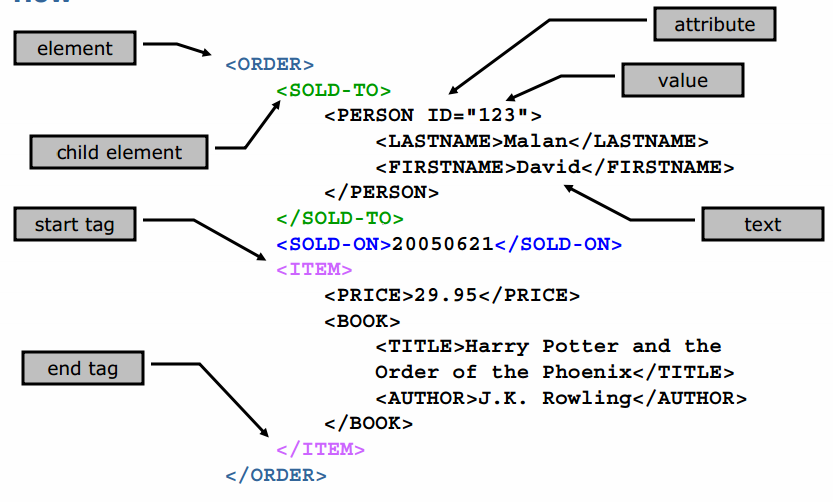 element
attribute
<ORDER>
value
<SOLD-TO>
<PERSON ID="123">
<LASTNAME>Malan</LASTNAME>
child element
<FIRSTNAME>David</FIRSTNAME>
</PERSON>
start tag
</SOLD-TO>
text
<SOLD-ON>20050621</SOLD-ON>
<ITEM>
<PRICE>29.95</PRICE>
<BOOK>
<TITLE>Harry Potter and the
end tag
Order of the Phoenix</TITLE>
<AUTHOR>J.K. Rowling</AUTHOR>
</BOOK>
</ITEM>
</ORDER>